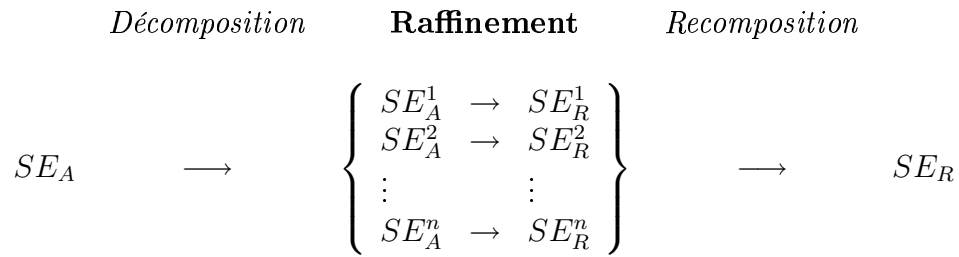 Décomposition Raffinement Recomposition
SE_A^1 → SE_R^1
SE_A^2 → SE_R^2
SE_A ⟶ { ⋮ ⋮ } ⟶ SE_R
SE_A^n → SE_R^n